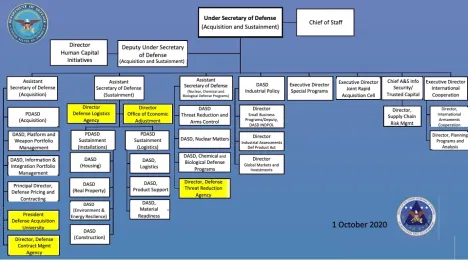 Under Secretary of Defense
(Acquisition and Sustainment)
Chief of Staff
Director
Human Capital
Initiatives
Deputy Under Secretary
of Defense
(Acquisition and Sustainment)
Assistant
Secretary of Defense
(Acquisition)
Assistant
Secretary of Defense
(Sustainment)
Assistant
Secretary of Defense
(Nuclear, Chemical and
Biological Defense Programs)
DASD
Industrial Policy
Executive Director
Special Programs
Executive Director
Joint Rapid
Acquisition Cell
Chief A&S Info
Security/
Trusted Capital
Executive Director
International
Cooperation
PDASD
(Acquisition)
DASD, Platform and
Weapon Portfolio
Management
DASD, Information &
Integration Portfolio
Management
Principal Director,
Defense Pricing and
Contracting
President
Defense Acquisition
University
Director, Defense
Contract Mgmt
Agency
Director
Defense Logistics
Agency
PDASD
Sustainment
(Installations)
DASD
(Housing)
DASD
(Real Property)
DASD
(Environment &
Energy Resilience)
DASD
(Construction)
Director
Office of Economic
Adjustment
PDASD
Sustainment
(Logistics)
DASD,
Logistics
DASD,
Product Support
DASD,
Material
Readiness
DASD
Threat Reduction and
Arms Control
DASD, Nuclear Matters
DASD, Chemical and
Biological Defense
Programs
Director, Defense
Threat Reduction
Agency
Director
Small Business
Programs/Deputy,
DASD INDPOL
Director
Industrial Assessments
Def Product Act
Director
Global Markets and
Investments
Director,
Supply Chain
Risk Mgmt
Director,
International
Armaments
Cooperation
Director, Planning
Programs and
Analysis
1 October 2020